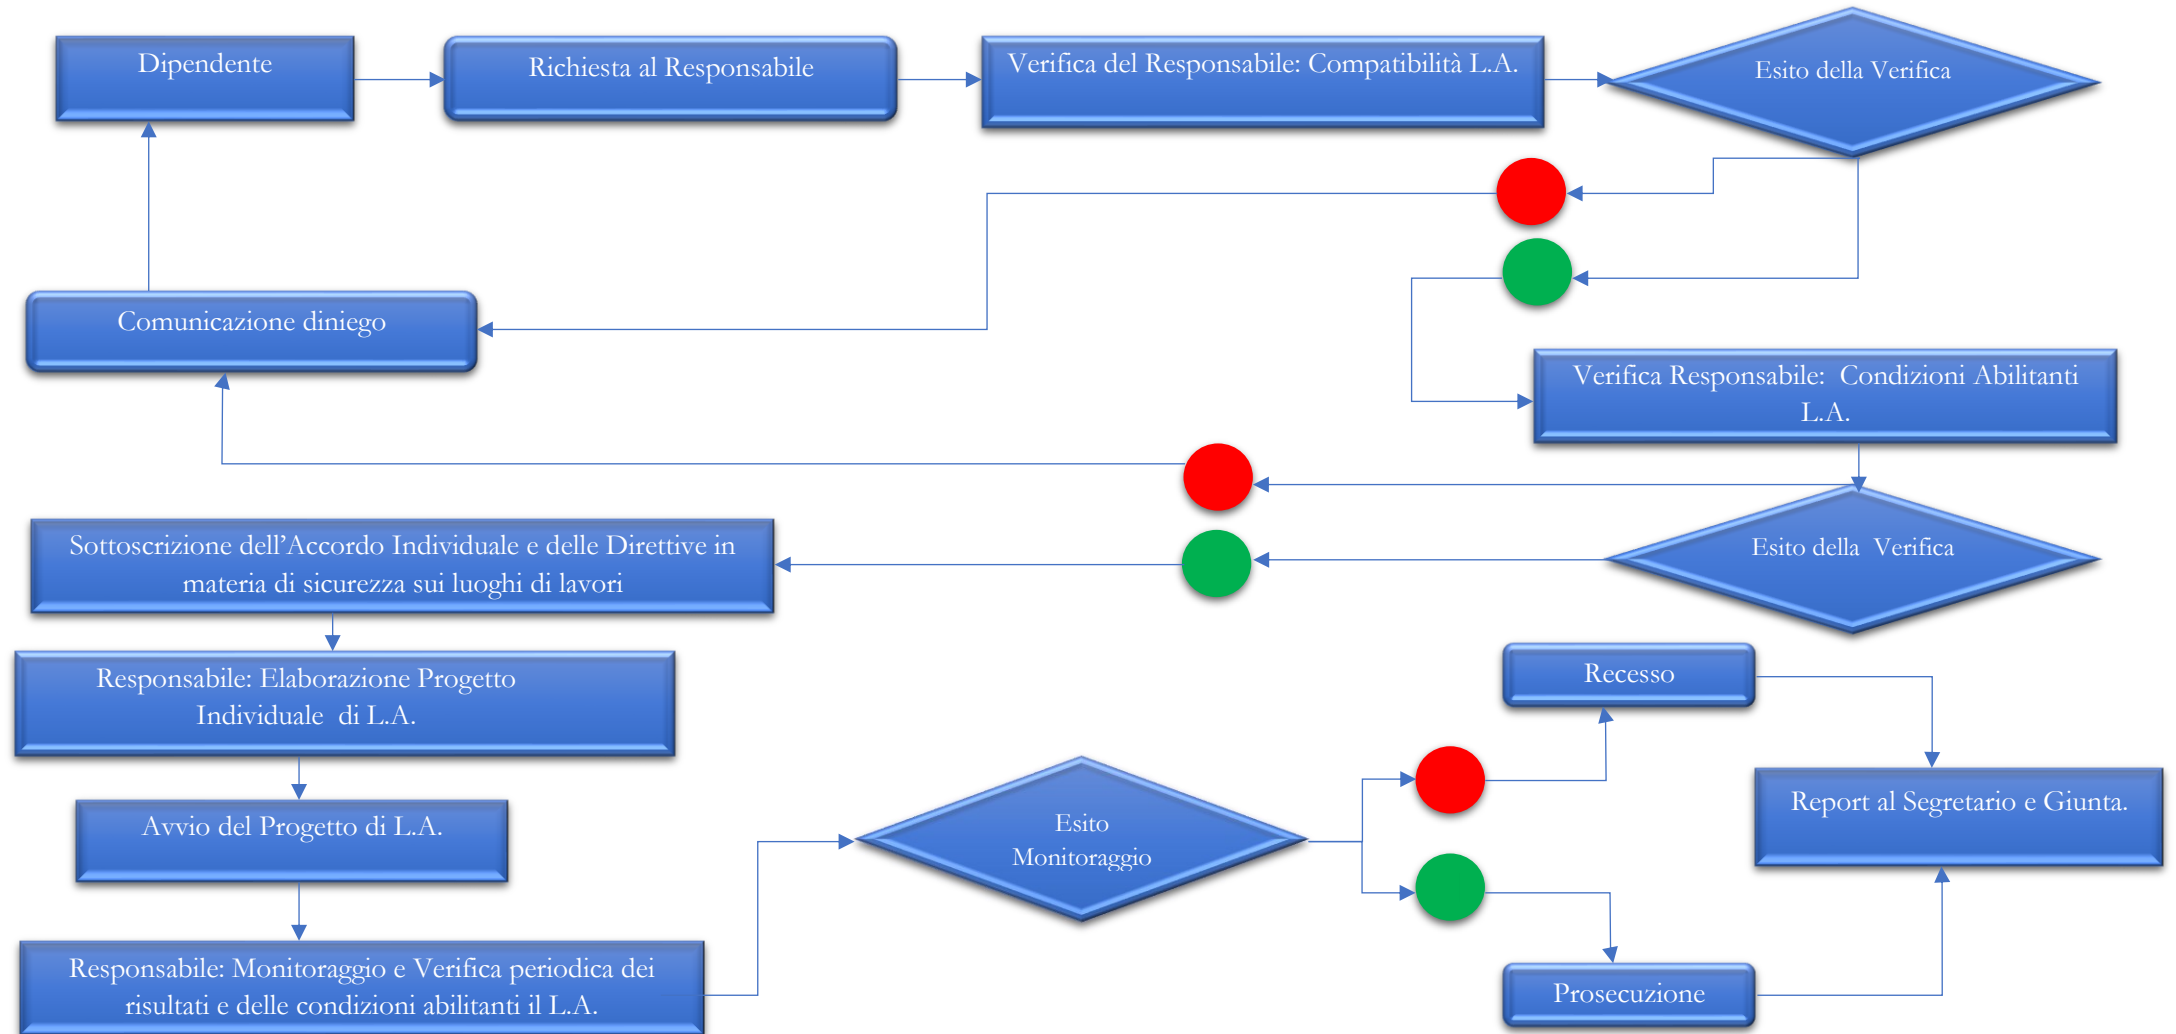 Dipendente
Richiesta al Responsabile
Verifica del Responsabile: Compatibilità L.A.
Esito della Verifica
Comunicazione diniego
Verifica Responsabile:  Condizioni Abilitanti
L.A.
Sottoscrizione dell’Accordo Individuale e delle Direttive in
materia di sicurezza sui luoghi di lavori
Esito della  Verifica
Responsabile: Elaborazione Progetto
Individuale  di L.A.
Recesso
Avvio del Progetto di L.A.
Esito
Monitoraggio
Report al Segretario e Giunta.
Responsabile: Monitoraggio e Verifica periodica dei
risultati e delle condizioni abilitanti il L.A.
Prosecuzione